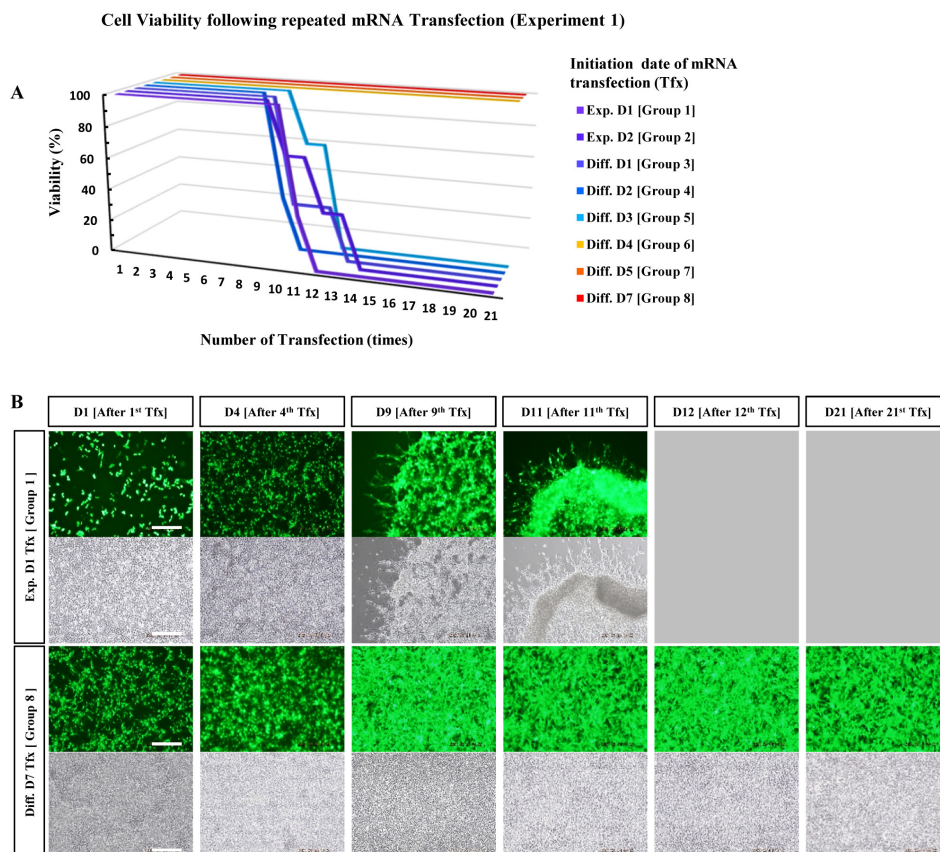 Cell Viability following repeated mRNA Transfection (Experiment 1)
A
Viability (%)
100
80
60
40
20
0
1 2 3 4 5 6 7 8 9 10 11 12 13 14 15 16 17 18 19 20 21
Number of Transfection (times)
Initiation date of mRNA
transfection (Tfx)
Exp. D1 [Group 1]
Exp. D2 [Group 2]
Diff. D1 [Group 3]
Diff. D2 [Group 4]
Diff. D3 [Group 5]
Diff. D4 [Group 6]
Diff. D5 [Group 7]
Diff. D7 [Group 8]
B
D1 [After 1st Tfx]
D4 [After 4th Tfx]
D9 [After 9th Tfx]
D11 [After 11th Tfx]
D12 [After 12th Tfx]
D21 [After 21st Tfx]
Exp. D1 Tfx [ Group 1 ]
Diff. D7 Tfx [ Group 8 ]